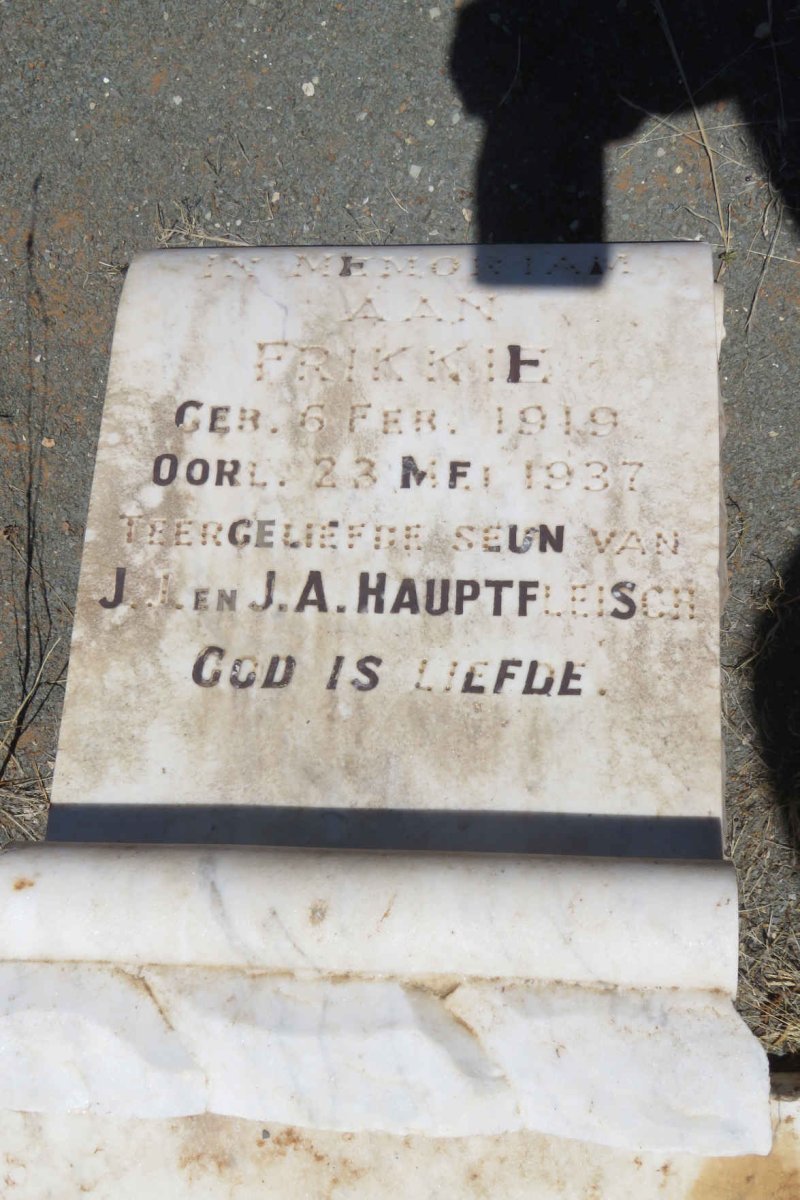 IN MEMORIAM
AAN
FRIKKIE
GEB. 6 FEB. 1919
OORL. 23 MEI 1937
TEERGELIEFDE SEUN VAN
J.J. EN J.A. HAUPTFLEISCH
GOD IS LIEFDE.